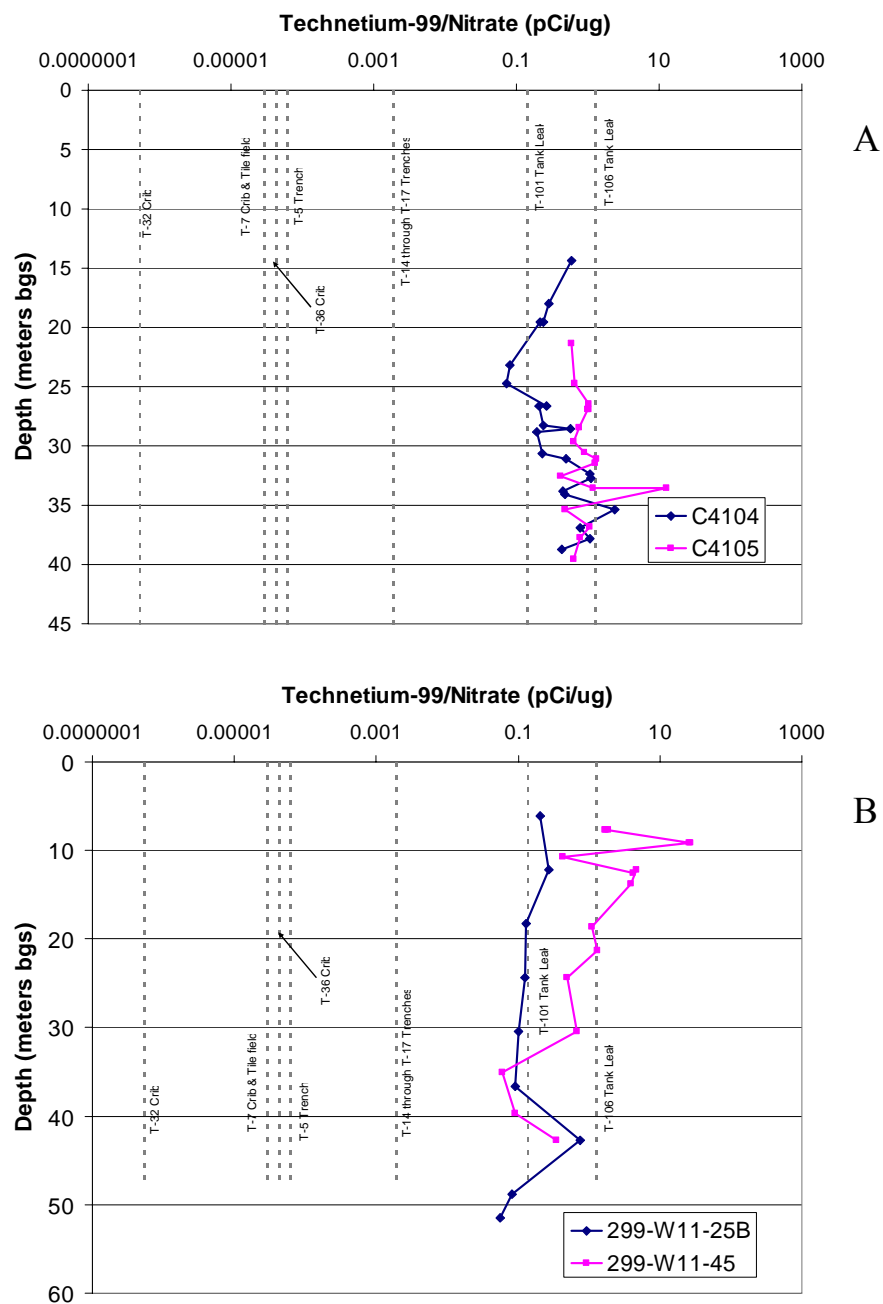 Technetium-99/Nitrate (pCi/ug)
0.0000001 0.00001 0.001 0.1 10 1000
A
0
5
10
15
20
25
30
35
40
45
Depth (meters bgs)
T-32 Crib
T-7 Crib & Tile field
T-36 Crib
T-5 Trench
T-14 through T-17 Trenches
T-101 Tank Leak
T-106 Tank Leak
C4104
C4105
Technetium-99/Nitrate (pCi/ug)
0.0000001 0.00001 0.001 0.1 10 1000
B
0
10
20
30
40
50
60
Depth (meters bgs)
T-32 Crib
T-7 Crib & Tile field
T-36 Crib
T-5 Trench
T-14 through T-17 Trenches
T-101 Tank Leak
T-106 Tank Leak
299-W11-25B
299-W11-45